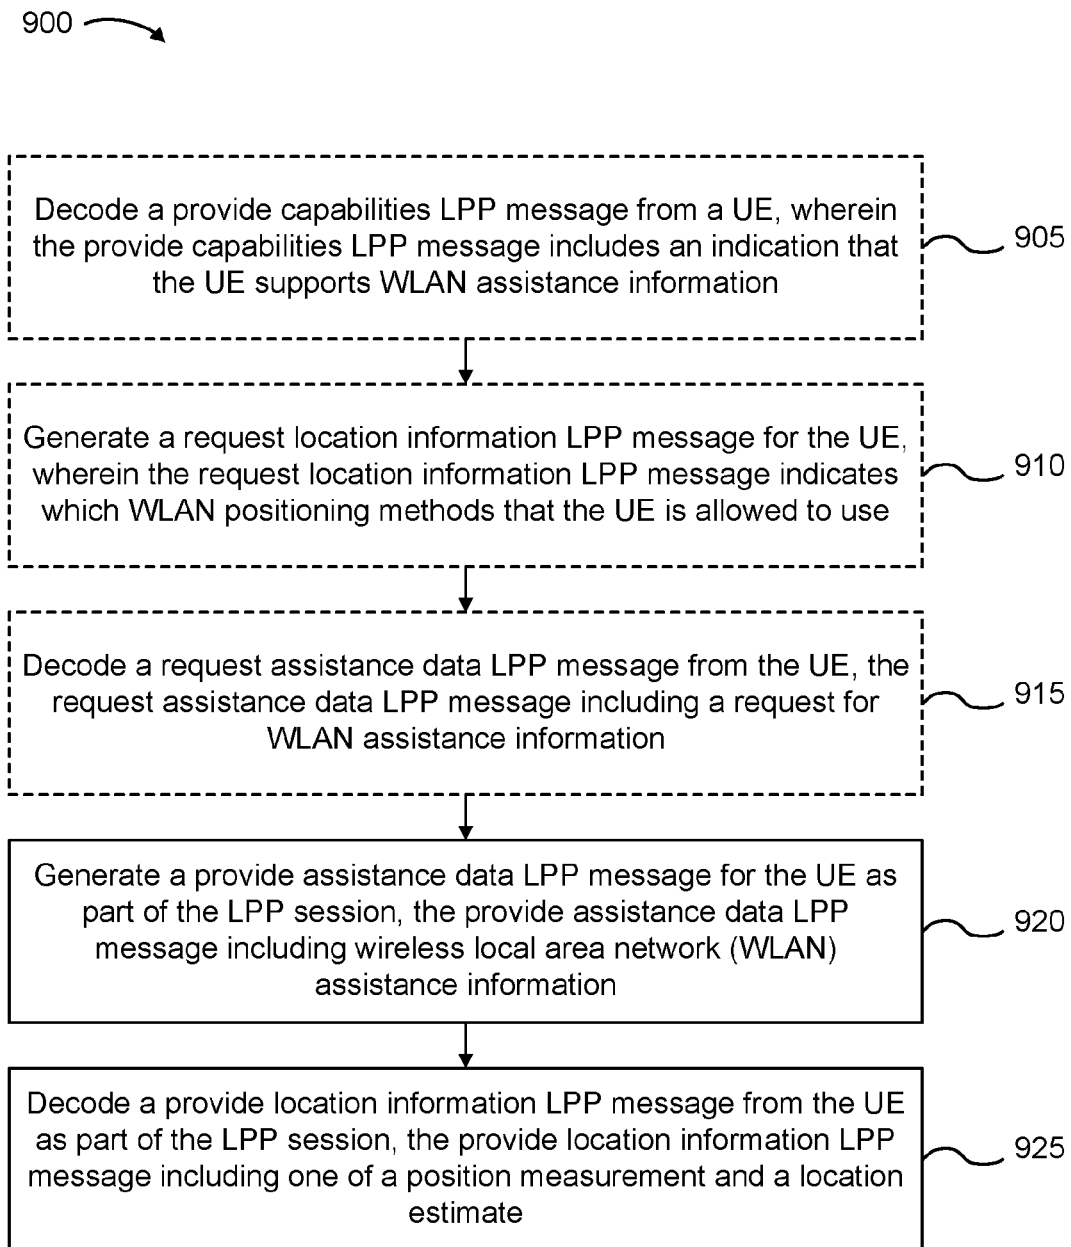 900
Decode a provide capabilities LPP message from a UE, wherein
the provide capabilities LPP message includes an indication that
the UE supports WLAN assistance information
905
Generate a request location information LPP message for the UE,
wherein the request location information LPP message indicates
which WLAN positioning methods that the UE is allowed to use
910
Decode a request assistance data LPP message from the UE, the
request assistance data LPP message including a request for
WLAN assistance information
915
Generate a provide assistance data LPP message for the UE as
part of the LPP session, the provide assistance data LPP
message including wireless local area network (WLAN)
assistance information
920
Decode a provide location information LPP message from the UE
as part of the LPP session, the provide location information LPP
message including one of a position measurement and a location
estimate
925